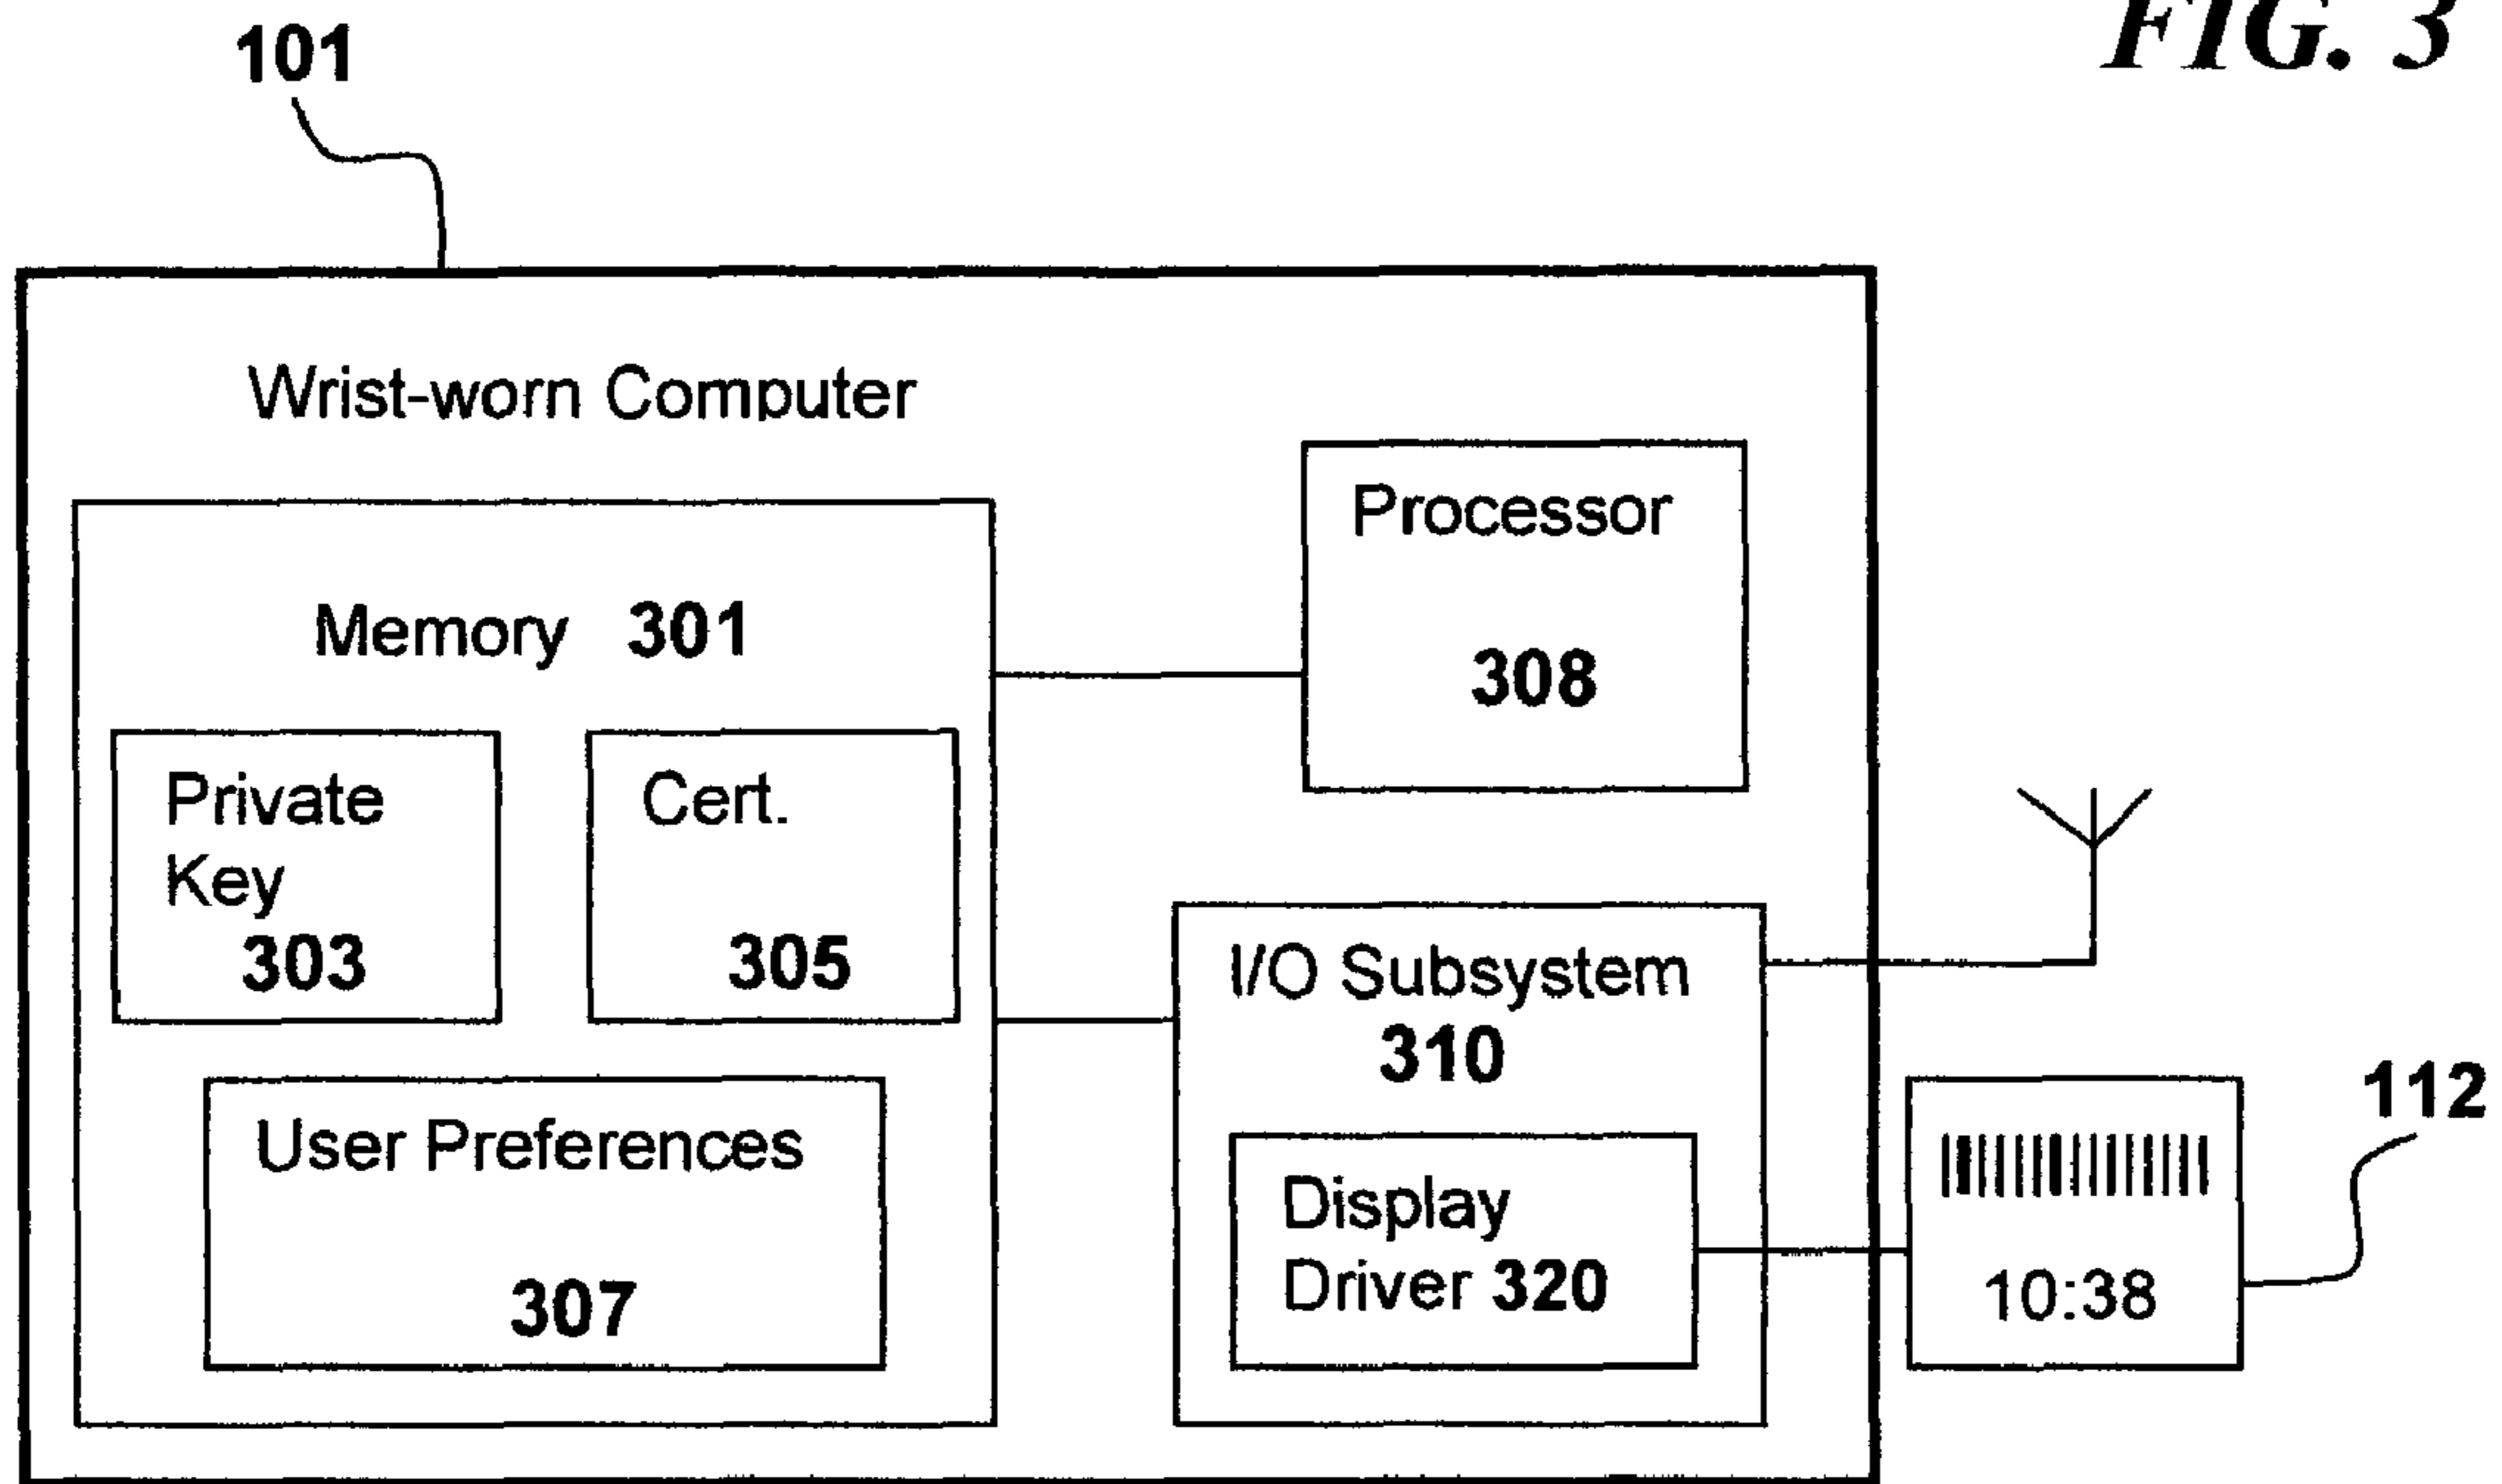 FIG. 3
101
Wrist-worn Computer
Memory 301
Private
Key
303
Cert.
305
User Preferences
307
Processor
308
I/O Subsystem
310
Display
Driver 320
10:38
112